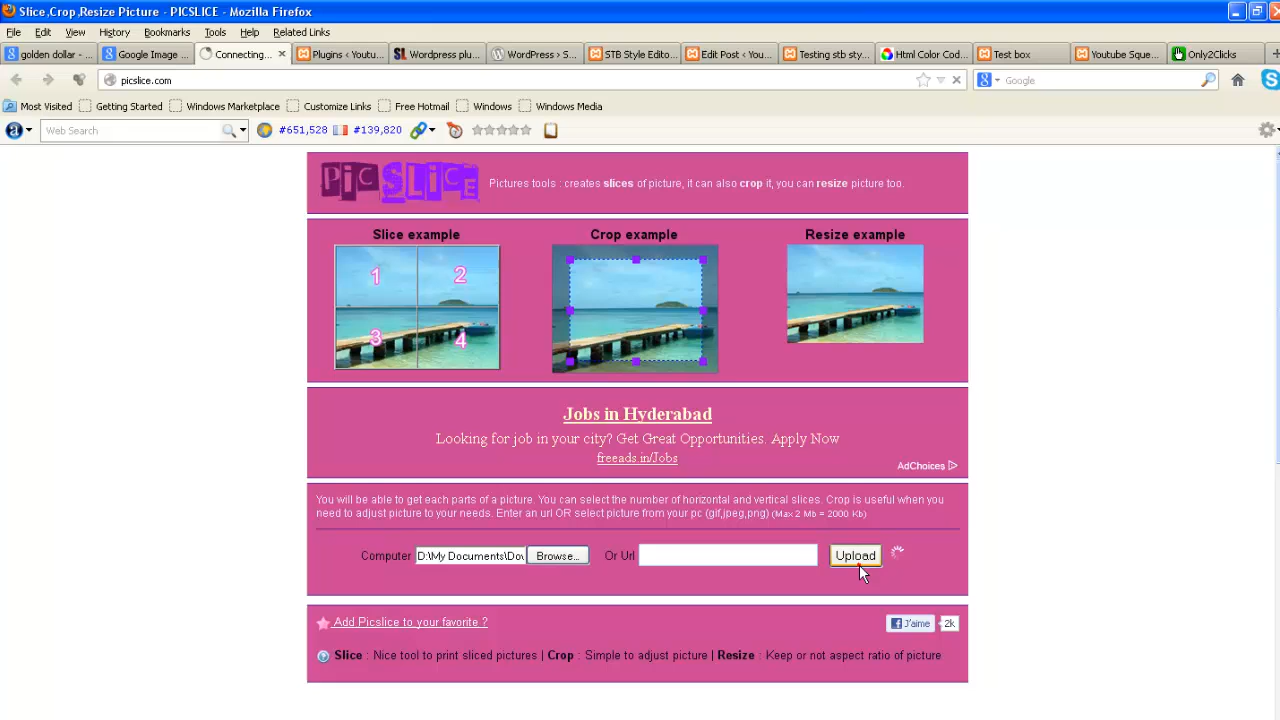 Slice,Crop,Resize Picture - PICSLICE - Mozilla Firefox
File Edit View History Bookmarks Tools Help Related Links
golden dollar - ... Google Image ... Connecting... Plugins ‹ Youtu... Wordpress plu... WordPress › S... STB Style Edito... Edit Post ‹ You... Testing stb sty... Html Color Cod... Test box Youtube Sque... Only2Clicks
picslice.com
Google
Most Visited Getting Started Windows Marketplace Customize Links Free Hotmail Windows Windows Media
Web Search #651,528 #139,820
PiC SLiCE Pictures tools : creates slices of picture, it can also crop it, you can resize picture too.
Slice example Crop example Resize example
1 2
3 4
Jobs in Hyderabad
Looking for job in your city? Get Great Opportunities. Apply Now
freeads.in/Jobs
AdChoices
You will be able to get each parts of a picture. You can select the number of horizontal and vertical slices. Crop is useful when you
need to adjust picture to your needs. Enter an url OR select picture from your pc (gif,jpeg,png) (Max 2 Mb = 2000 Kb)
Computer D:\My Documents\Dov Browse... Or Url Upload
Add Picslice to your favorite ? J'aime 2k
Slice : Nice tool to print sliced pictures | Crop : Simple to adjust picture | Resize : Keep or not aspect ratio of picture